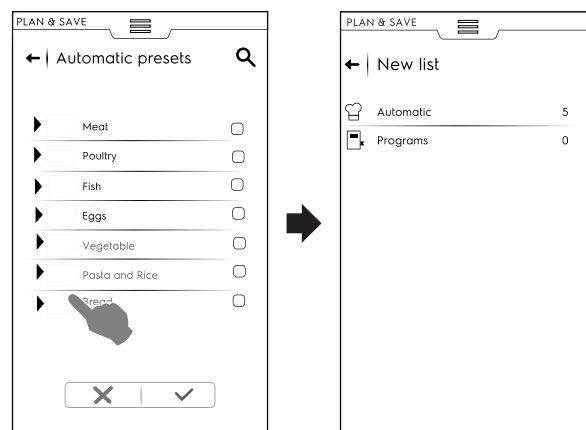 PLAN & SAVE
Automatic presets
Meat
Poultry
Fish
Eggs
Vegetable
Pasta and Rice
Bread
PLAN & SAVE
New list
Automatic 5
Programs 0